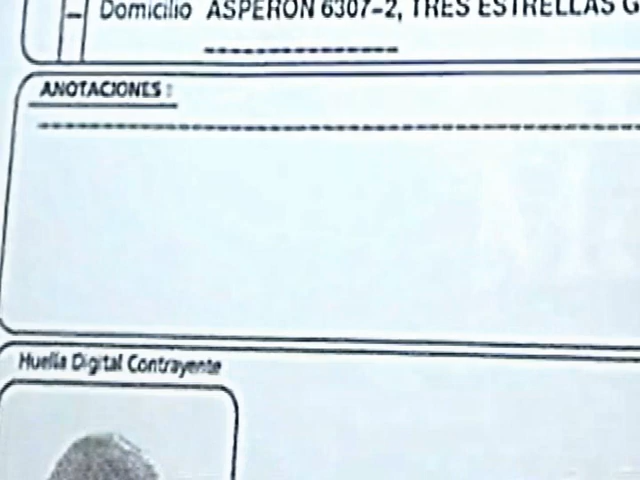 Domicilio ASPERON 6307-2, TRES ESTRELLAS G
ANOTACIONES :
Huella Digital Contrayente